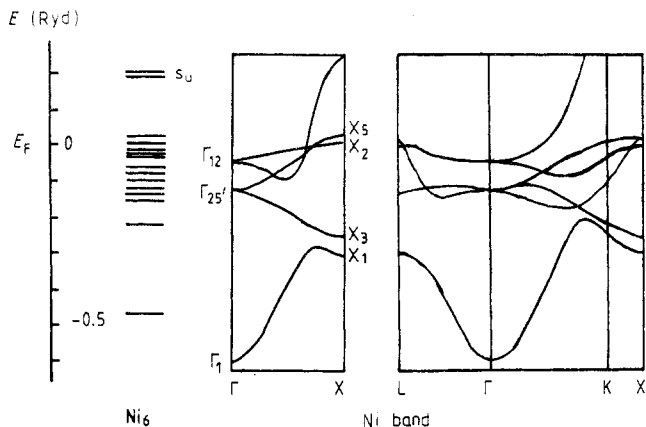 E (Ryd)
E_F 0
-0.5
s_u
Ni₆
Γ₁₂
Γ₂₅′
Γ₁
X₅
X₂
X₃
X₁
Γ X
L Γ K X
Ni band